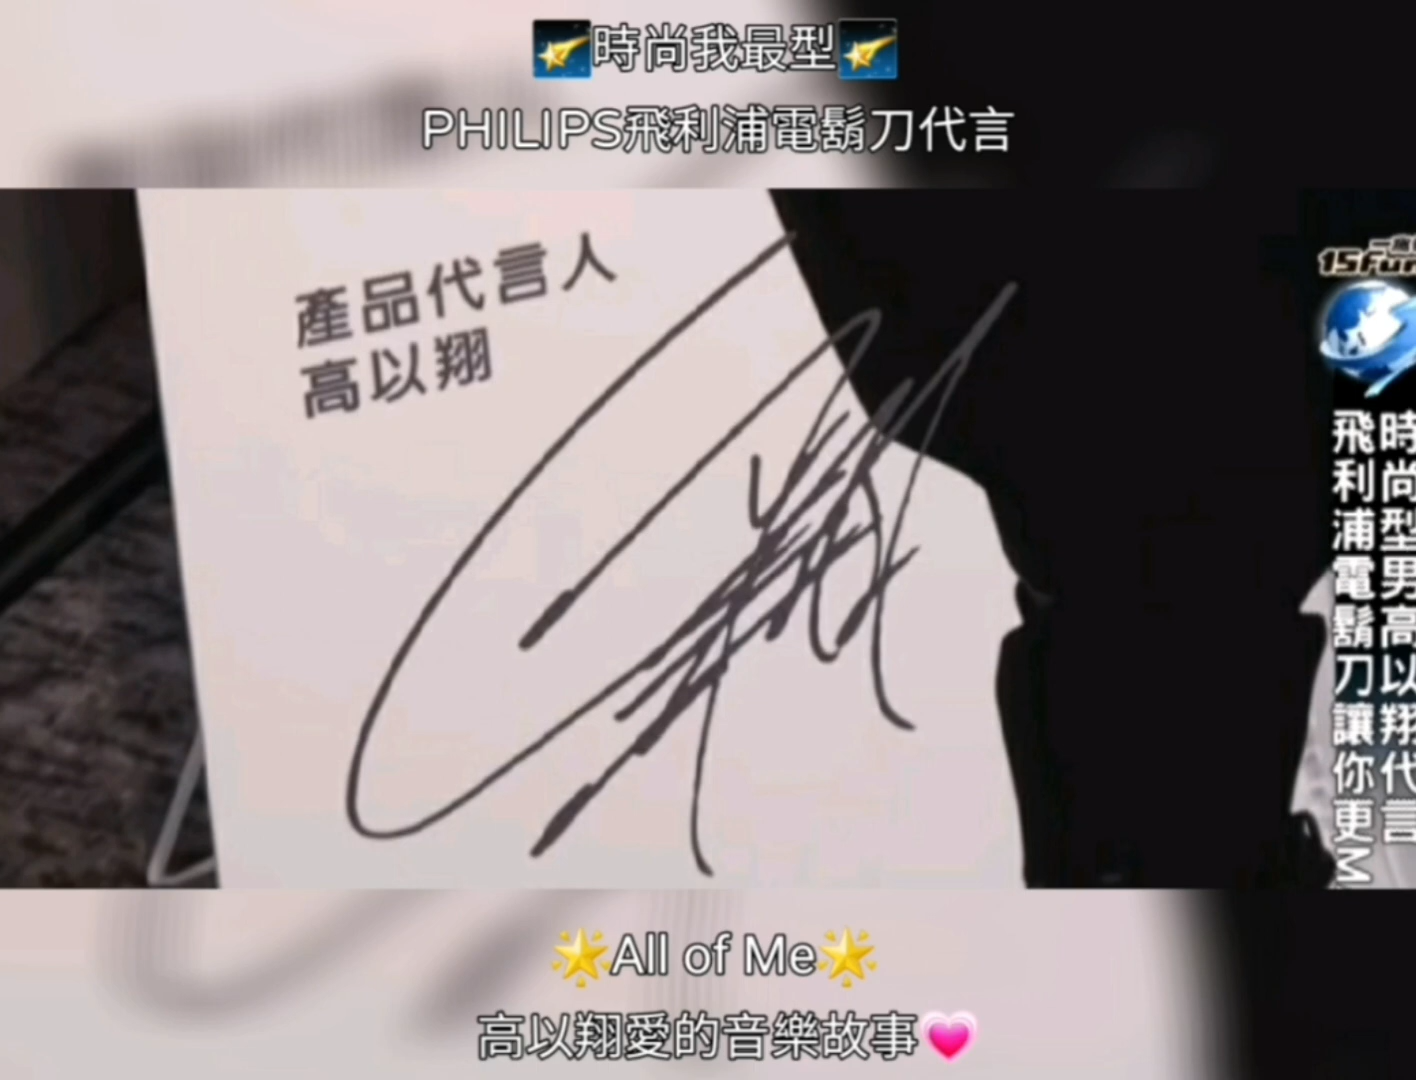 時尚我最型
PHILIPS飛利浦電鬍刀代言
產品代言人
高以翔
15Fun
時尚型男高以翔代言
飛利浦電鬍刀讓你更M
All of Me
高以翔愛的音樂故事